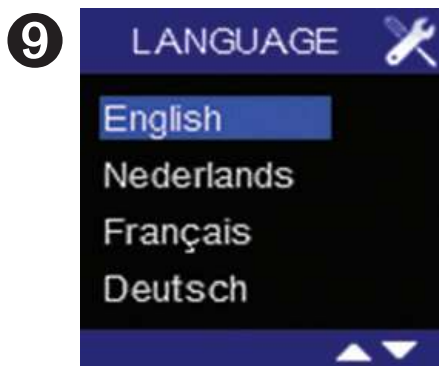 9
LANGUAGE
English
Nederlands
Français
Deutsch